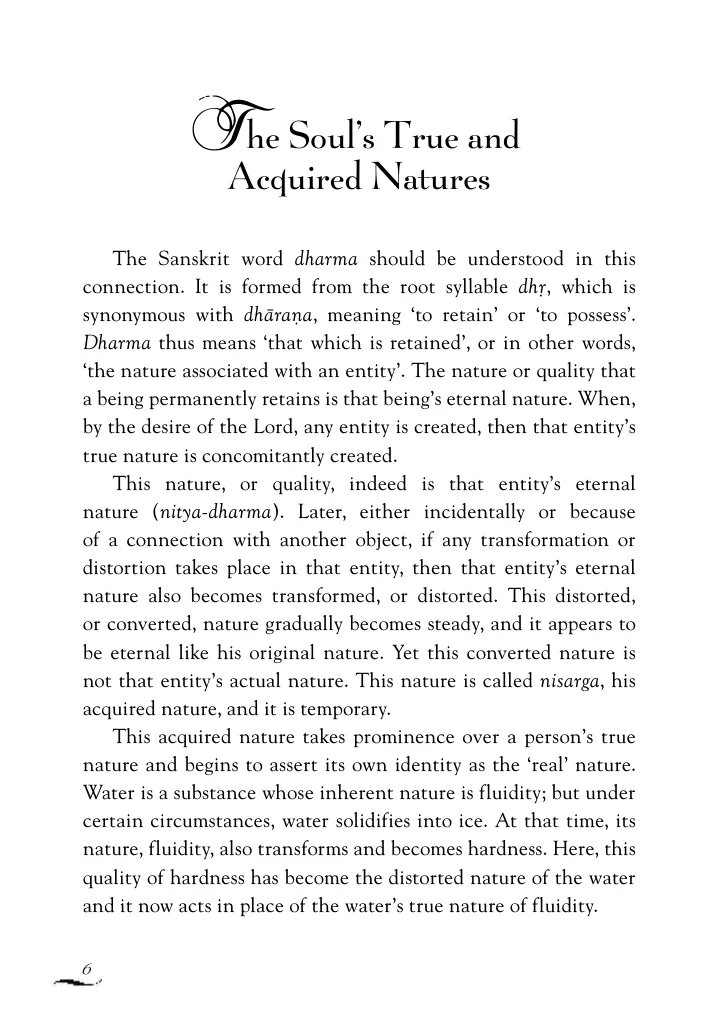 The Soul’s True and
Acquired Natures
The Sanskrit word dharma should be understood in this
connection. It is formed from the root syllable dhṛ, which is
synonymous with dhāraṇa, meaning ‘to retain’ or ‘to possess’.
Dharma thus means ‘that which is retained’, or in other words,
‘the nature associated with an entity’. The nature or quality that
a being permanently retains is that being’s eternal nature. When,
by the desire of the Lord, any entity is created, then that entity’s
true nature is concomitantly created.
This nature, or quality, indeed is that entity’s eternal
nature (nitya-dharma). Later, either incidentally or because
of a connection with another object, if any transformation or
distortion takes place in that entity, then that entity’s eternal
nature also becomes transformed, or distorted. This distorted,
or converted, nature gradually becomes steady, and it appears to
be eternal like his original nature. Yet this converted nature is
not that entity’s actual nature. This nature is called nisarga, his
acquired nature, and it is temporary.
This acquired nature takes prominence over a person’s true
nature and begins to assert its own identity as the ‘real’ nature.
Water is a substance whose inherent nature is fluidity; but under
certain circumstances, water solidifies into ice. At that time, its
nature, fluidity, also transforms and becomes hardness. Here, this
quality of hardness has become the distorted nature of the water
and it now acts in place of the water’s true nature of fluidity.
6